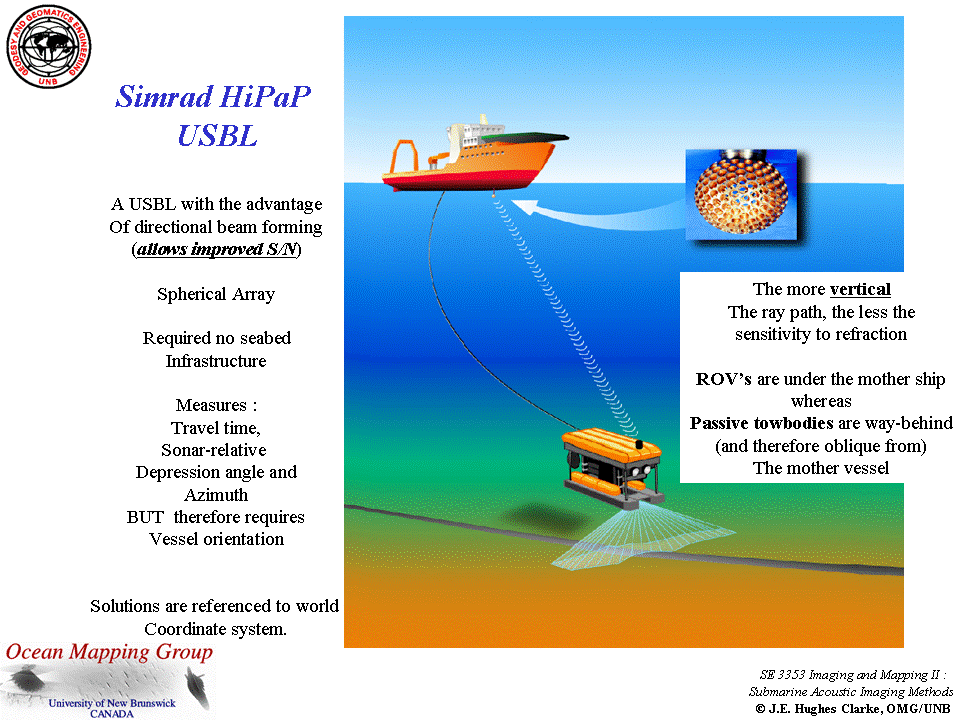 GEODESY AND GEOMATICS ENGINEERING
UNB
Simrad HiPaP
USBL
A USBL with the advantage
Of directional beam forming
(allows improved S/N)
Spherical Array
Required no seabed
Infrastructure
Measures :
Travel time,
Sonar-relative
Depression angle and
Azimuth
BUT therefore requires
Vessel orientation
Solutions are referenced to world
Coordinate system.
The more vertical
The ray path, the less the
sensitivity to refraction
ROV's are under the mother ship
whereas
Passive towbodies are way-behind
(and therefore oblique from)
The mother vessel
Ocean Mapping Group
University of New Brunswick
CANADA
SE 3353 Imaging and Mapping II :
Submarine Acoustic Imaging Methods
© J.E. Hughes Clarke, OMG/UNB